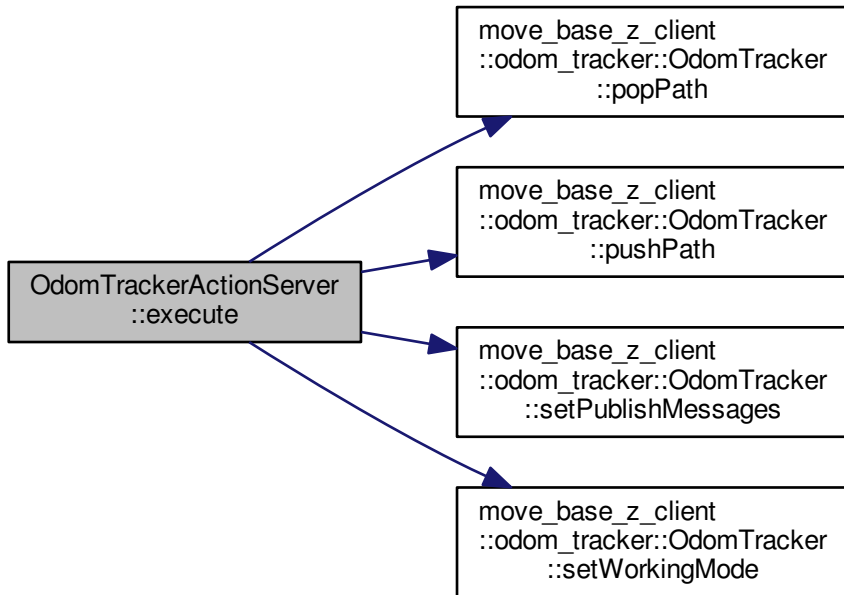 move_base_z_client
::odom_tracker::OdomTracker
::popPath
move_base_z_client
::odom_tracker::OdomTracker
::pushPath
OdomTrackerActionServer
::execute
move_base_z_client
::odom_tracker::OdomTracker
::setPublishMessages
move_base_z_client
::odom_tracker::OdomTracker
::setWorkingMode